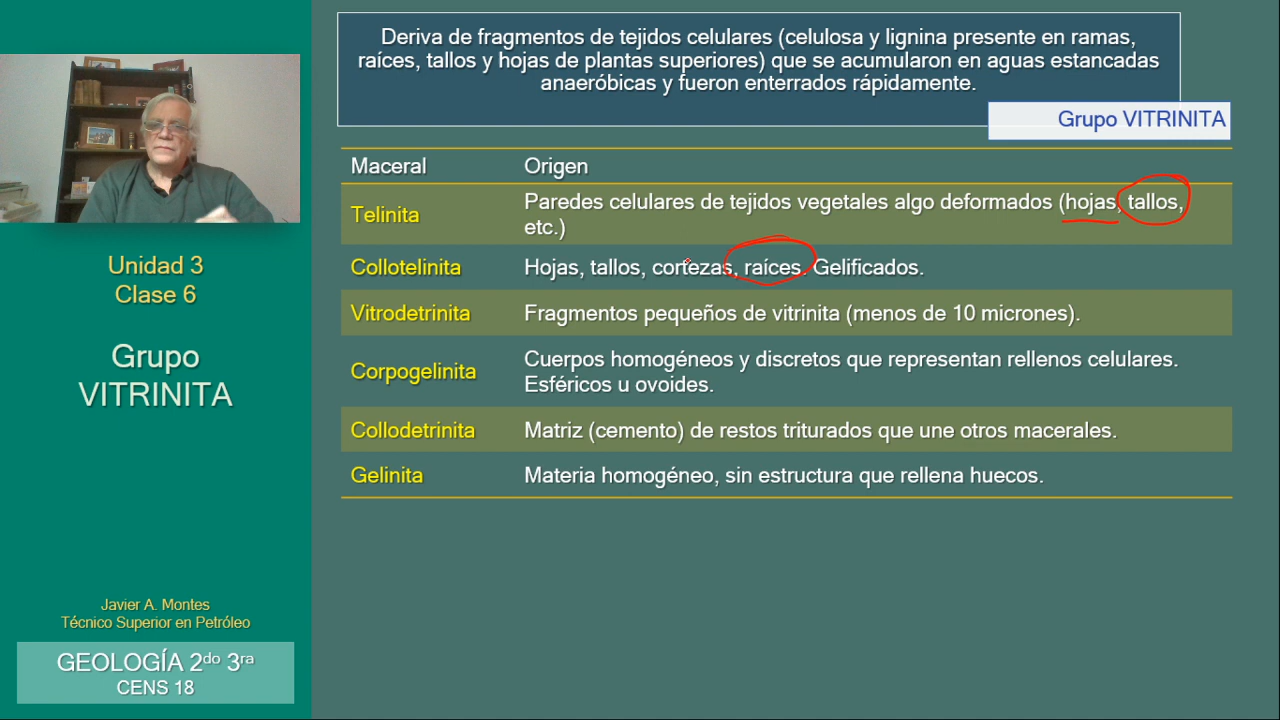 Deriva de fragmentos de tejidos celulares (celulosa y lignina presente en ramas,
raíces, tallos y hojas de plantas superiores) que se acumularon en aguas estancadas
anaeróbicas y fueron enterrados rápidamente.
Grupo VITRINITA
Maceral Origen
Telinita Paredes celulares de tejidos vegetales algo deformados (hojas, tallos,
etc.)
Collotelinita Hojas, tallos, cortezas, raíces. Gelificados.
Vitrodetrinita Fragmentos pequeños de vitrinita (menos de 10 micrones).
Corpogelinita Cuerpos homogéneos y discretos que representan rellenos celulares.
Esféricos u ovoides.
Collodetrinita Matriz (cemento) de restos triturados que une otros macerales.
Gelinita Materia homogéneo, sin estructura que rellena huecos.
Unidad 3
Clase 6
Grupo
VITRINITA
Javier A. Montes
Técnico Superior en Petróleo
GEOLOGÍA 2do 3ra
CENS 18